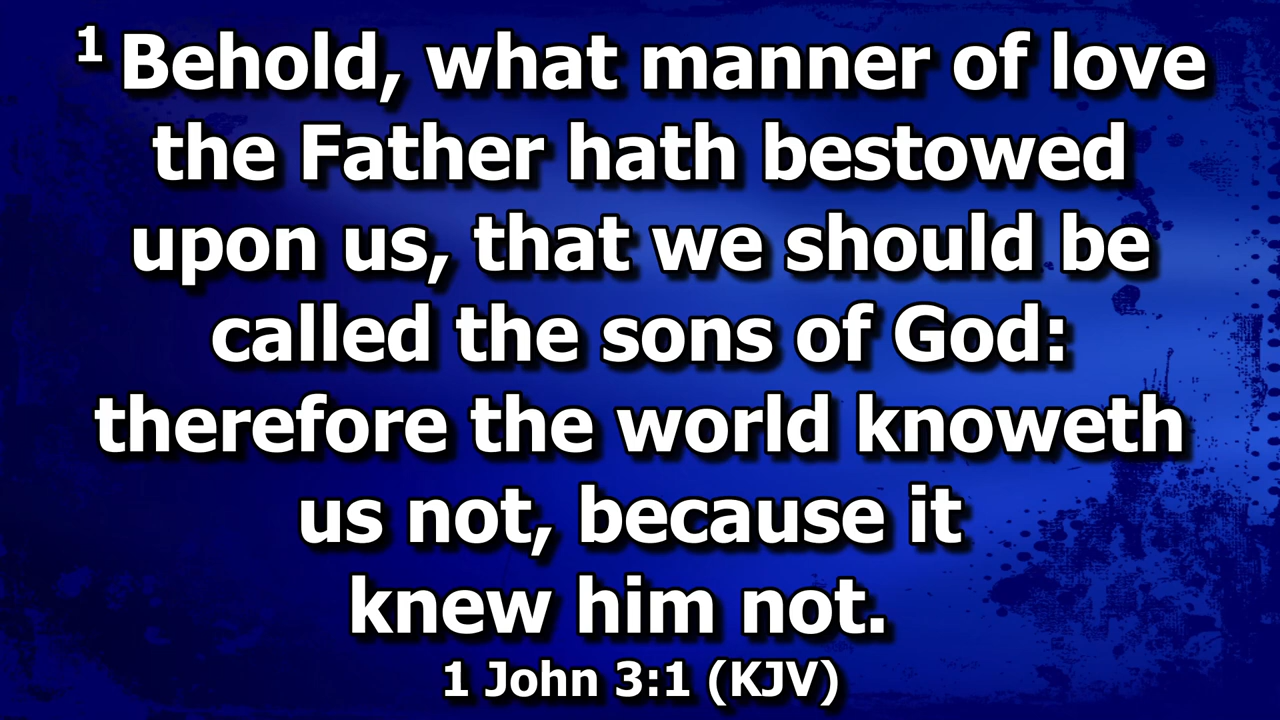 1 Behold, what manner of love
the Father hath bestowed
upon us, that we should be
called the sons of God:
therefore the world knoweth
us not, because it
knew him not.
1 John 3:1 (KJV)